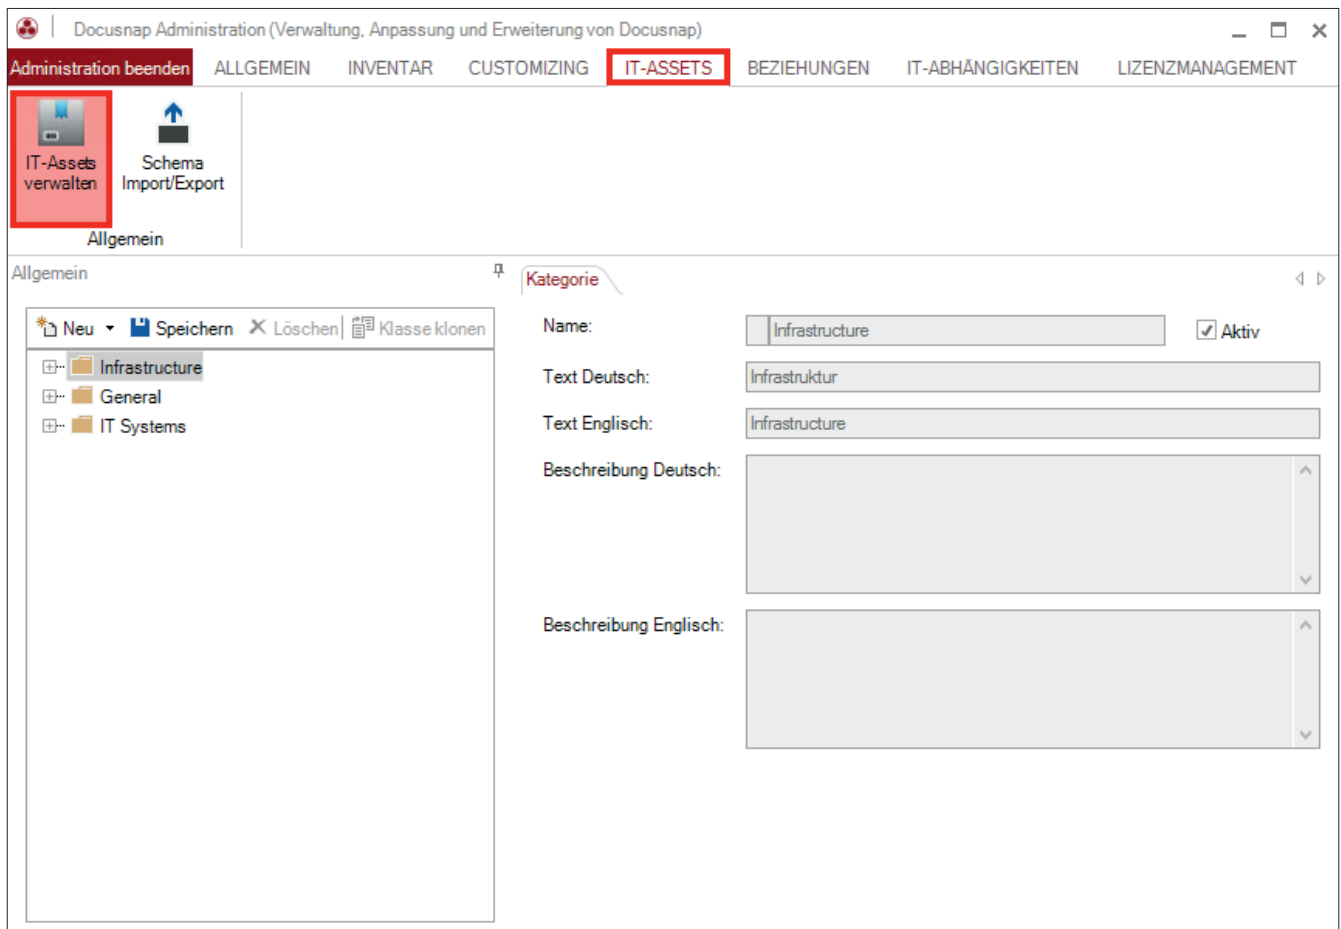 Docusnap Administration (Verwaltung, Anpassung und Erweiterung von Docusnap)
Administration beenden ALLGEMEIN INVENTAR CUSTOMIZING IT-ASSETS BEZIEHUNGEN IT-ABHÄNGIGKEITEN LIZENZMANAGEMENT
IT-Assets verwalten
Schema Import/Export
Allgemein
Allgemein
Neu Speichern Löschen Klasse klonen
Infrastructure
General
IT Systems
Kategorie
Name: Infrastructure Aktiv
Text Deutsch: Infrastruktur
Text Englisch: Infrastructure
Beschreibung Deutsch:
Beschreibung Englisch: